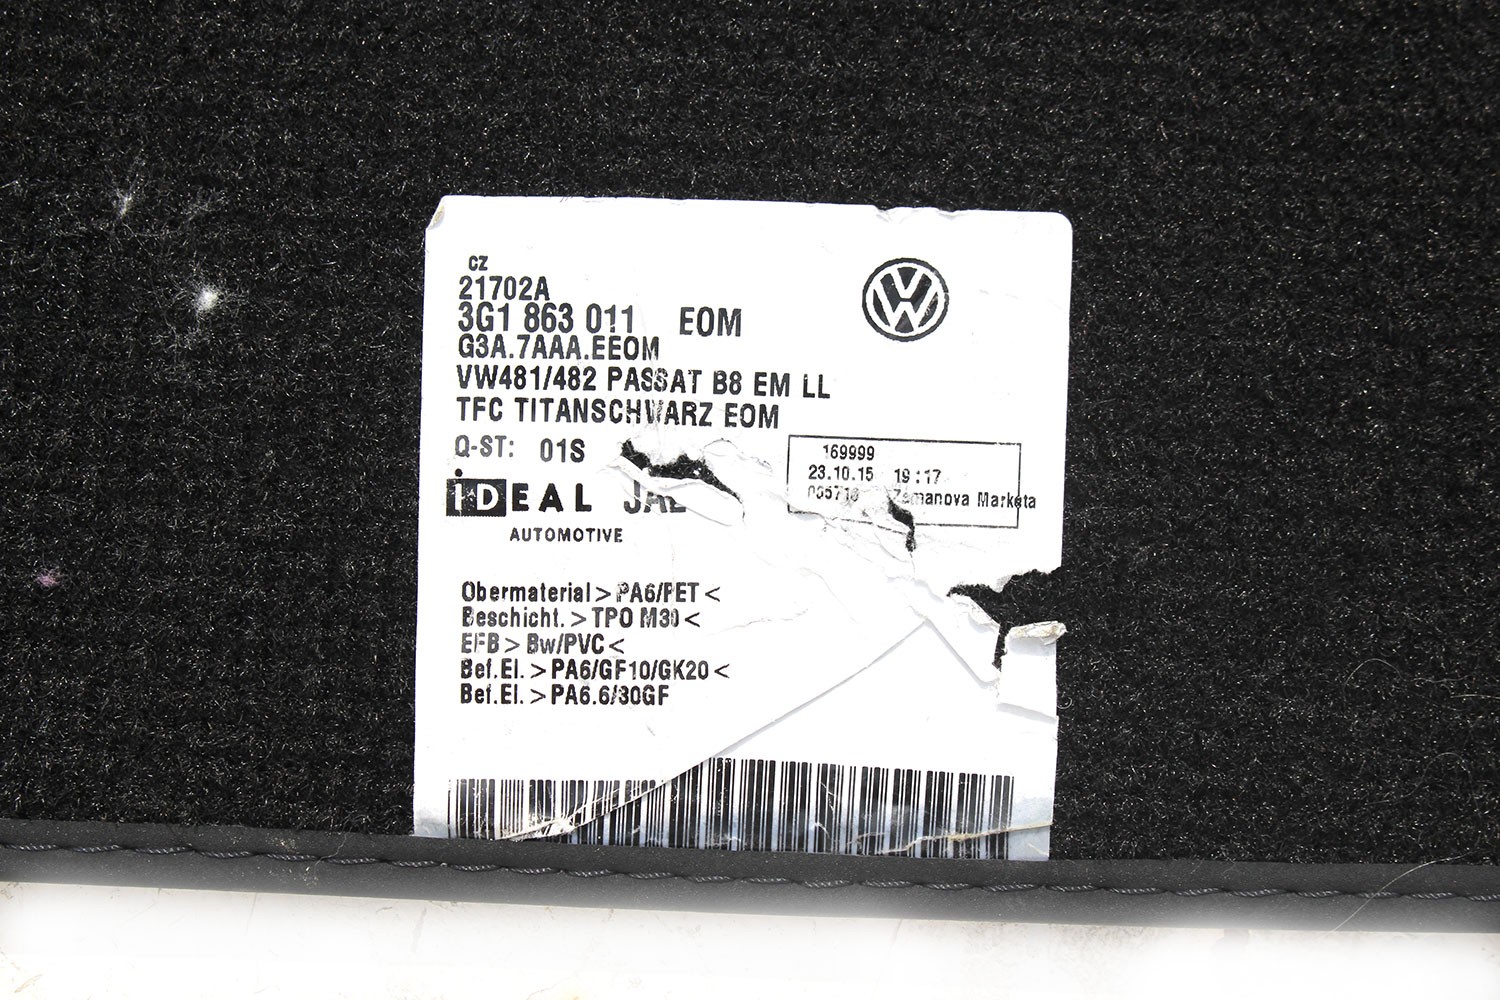 CZ
21702A
3G1 863 011 EOM
G3A.7AAA.EEOM
VW481/482 PASSAT B8 EM LL
TFC TITANSCHWARZ EOM
Q-ST: 01S
169999
23.10.15 19:17
Zemanova Marketa
iDEAL
AUTOMOTIVE
Obermaterial > PA6/PET <
Beschicht. > TPO M30 <
EFB > Bw/PVC <
Bef.El. > PA6/GF10/GK20 <
Bef.El. > PA6.6/30GF